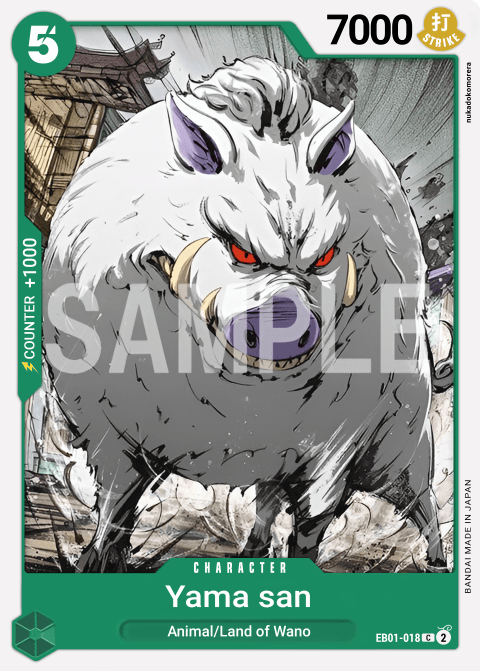 5
7000
打
STRIKE
nukadokomorera
COUNTER +1000
SAMPLE
BANDAI MADE IN JAPAN
CHARACTER
Yama san
Animal/Land of Wano
EB01-018 C 2